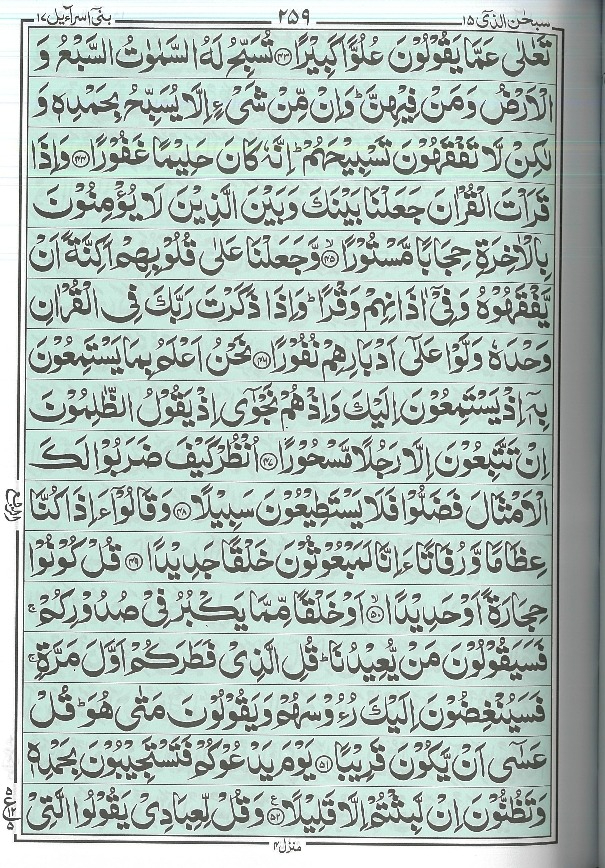 سبحٰن الذی ۱۵ ۲۵۹ بنی اسرآءیل ۱۷
تَعٰلٰى عَمَّا یَقُوْلُوْنَ عُلُوًّا كَبِیْرًا ﴿۴۳﴾ تُسَبِّحُ لَهُ السَّمٰوٰتُ السَّبْعُ وَ
الْاَرْضُ وَ مَنْ فِیْهِنَّ ؕ وَ اِنْ مِّنْ شَیْءٍ اِلَّا یُسَبِّحُ بِحَمْدِهٖ وَ
لٰكِنْ لَّا تَفْقَهُوْنَ تَسْبِیْحَهُمْ ؕ اِنَّهٗ كَانَ حَلِیْمًا غَفُوْرًا ﴿۴۴﴾ وَ اِذَا
قَرَاْتَ الْقُرْاٰنَ جَعَلْنَا بَیْنَكَ وَ بَیْنَ الَّذِیْنَ لَا یُؤْمِنُوْنَ
بِالْاٰخِرَةِ حِجَابًا مَّسْتُوْرًا ﴿۴۵﴾ۙ وَّ جَعَلْنَا عَلٰى قُلُوْبِهِمْ اَكِنَّةً اَنْ
یَّفْقَهُوْهُ وَ فِیْۤ اٰذَانِهِمْ وَقْرًا ؕ وَ اِذَا ذَكَرْتَ رَبَّكَ فِی الْقُرْاٰنِ
وَحْدَهٗ وَلَّوْا عَلٰۤى اَدْبَارِهِمْ نُفُوْرًا ﴿۴۶﴾ نَحْنُ اَعْلَمُ بِمَا یَسْتَمِعُوْنَ
بِهٖۤ اِذْ یَسْتَمِعُوْنَ اِلَیْكَ وَ اِذْ هُمْ نَجْوٰۤى اِذْ یَقُوْلُ الظّٰلِمُوْنَ
اِنْ تَتَّبِعُوْنَ اِلَّا رَجُلًا مَّسْحُوْرًا ﴿۴۷﴾ اُنْظُرْ كَیْفَ ضَرَبُوْا لَكَ
الْاَمْثَالَ فَضَلُّوْا فَلَا یَسْتَطِیْعُوْنَ سَبِیْلًا ﴿۴۸﴾ وَ قَالُوْۤا ءَاِذَا كُنَّا
عِظَامًا وَّ رُفَاتًا ءَاِنَّا لَمَبْعُوْثُوْنَ خَلْقًا جَدِیْدًا ﴿۴۹﴾ قُلْ كُوْنُوْا
حِجَارَةً اَوْ حَدِیْدًا ﴿۵۰﴾ۙ اَوْ خَلْقًا مِّمَّا یَكْبُرُ فِیْ صُدُوْرِكُمْ ۚ
فَسَیَقُوْلُوْنَ مَنْ یُّعِیْدُنَا ؕ قُلِ الَّذِیْ فَطَرَكُمْ اَوَّلَ مَرَّةٍ ۚ
فَسَیُنْغِضُوْنَ اِلَیْكَ رُءُوْسَهُمْ وَ یَقُوْلُوْنَ مَتٰى هُوَ ؕ قُلْ
عَسٰۤى اَنْ یَّكُوْنَ قَرِیْبًا ﴿۵۱﴾ یَوْمَ یَدْعُوْكُمْ فَتَسْتَجِیْبُوْنَ بِحَمْدِهٖ
وَ تَظُنُّوْنَ اِنْ لَّبِثْتُمْ اِلَّا قَلِیْلًا ﴿۵۲﴾ۧ وَ قُلْ لِّعِبَادِیْ یَقُوْلُوا الَّتِیْ
منزل ۴